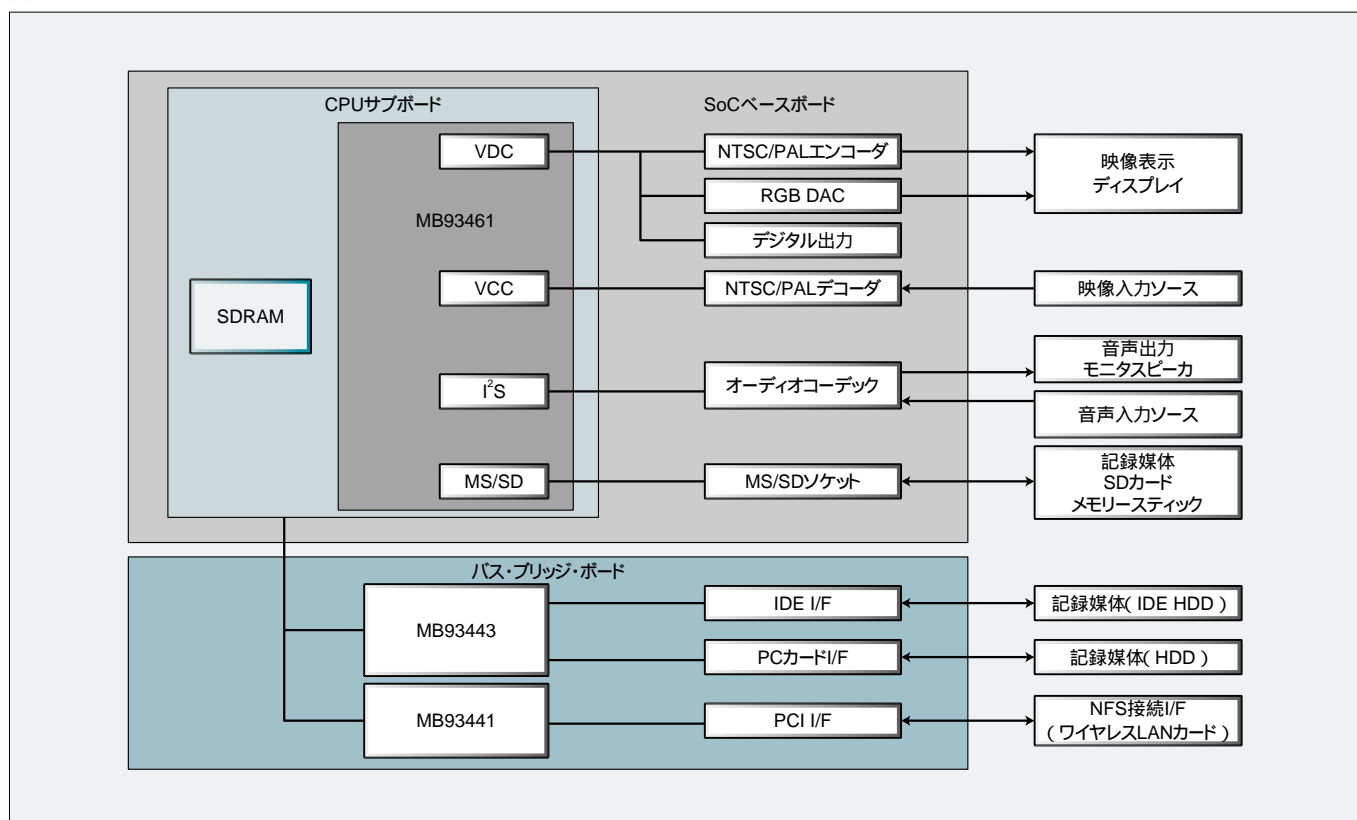 CPUサブボード
SoCベースボード
VDC
NTSC/PALエンコーダ
映像表示
ディスプレイ
RGB DAC
MB93461
デジタル出力
SDRAM
VCC
NTSC/PALデコーダ
映像入力ソース
音声出力
モニタスピーカ
I²S
オーディオコーデック
音声入力ソース
MS/SD
MS/SDソケット
記録媒体
SDカード
メモリースティック
バス・ブリッジ・ボード
MB93443
IDE I/F
記録媒体(IDE HDD)
PCカードI/F
記録媒体(HDD)
MB93441
PCI I/F
NFS接続I/F
(ワイヤレスLANカード)